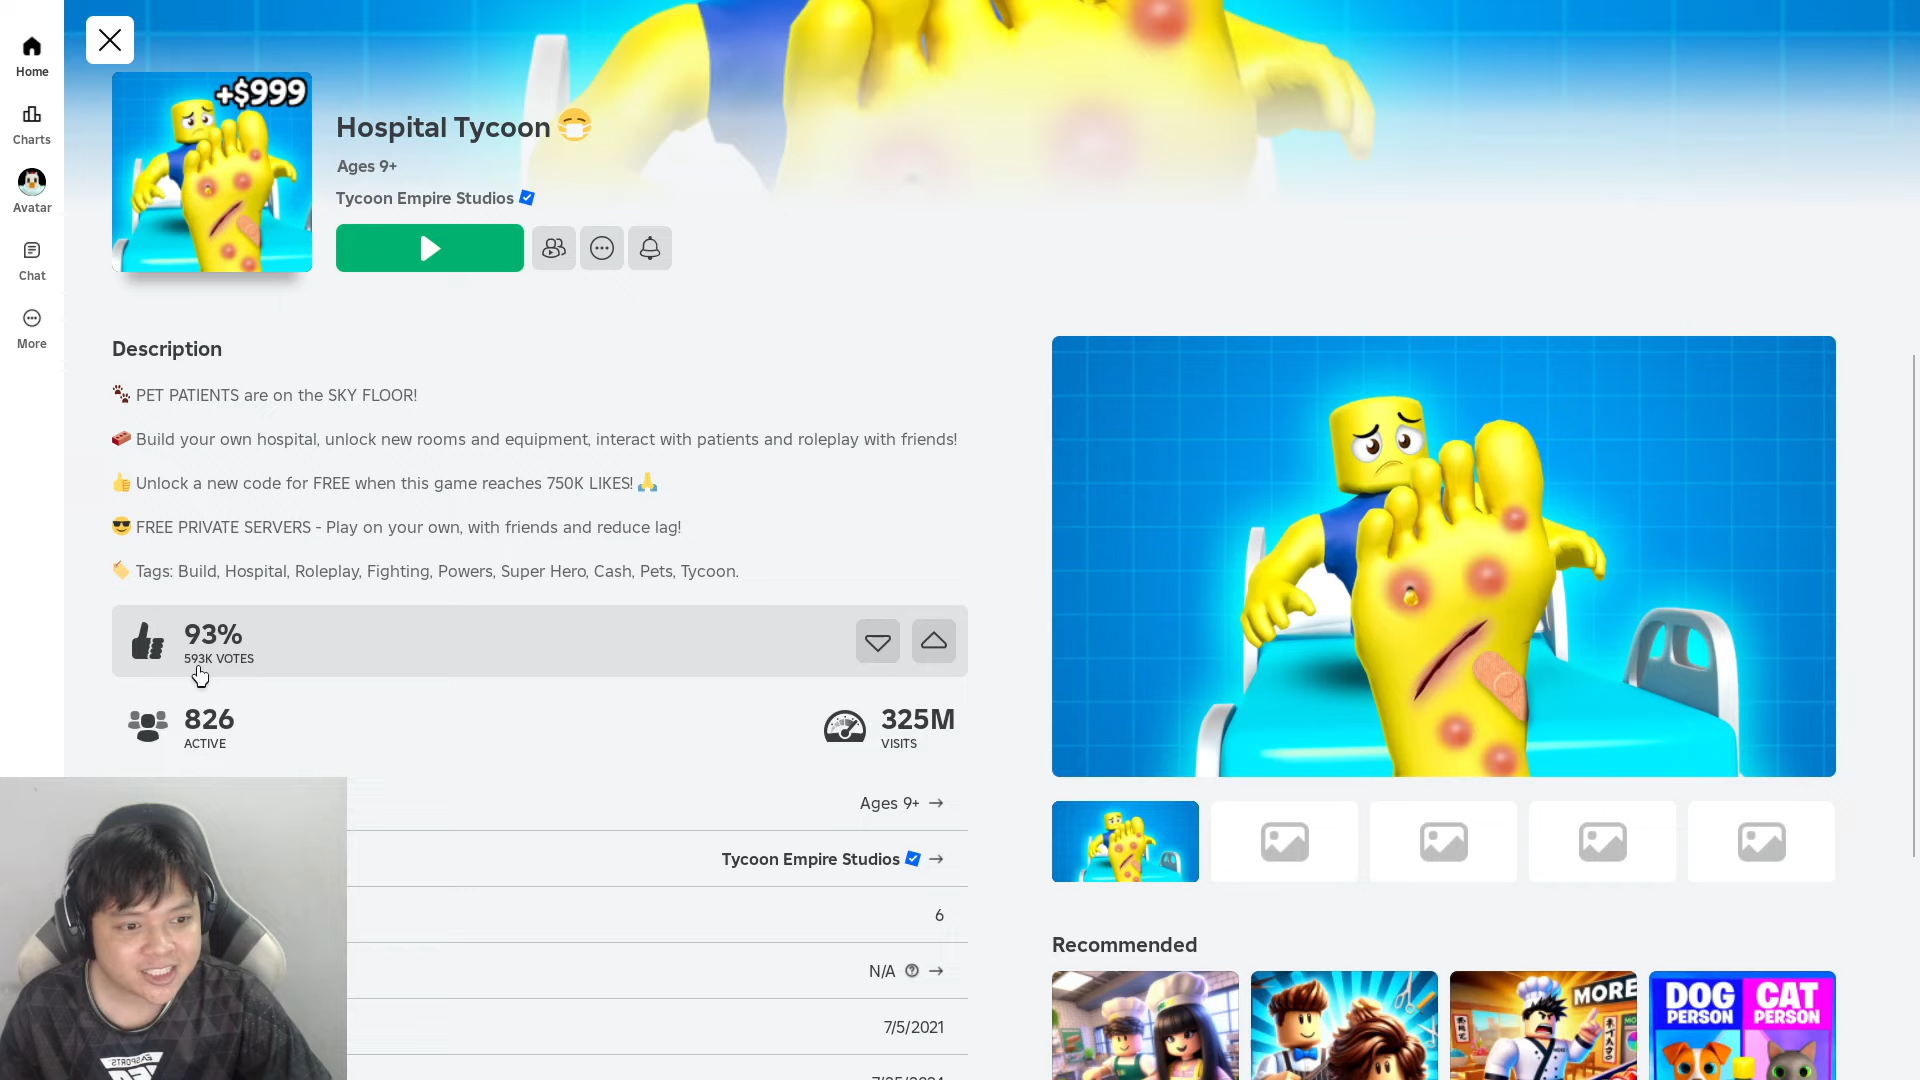 Home
Charts
Avatar
Chat
More
+$999
Hospital Tycoon 😷
Ages 9+
Tycoon Empire Studios
Description
🐾 PET PATIENTS are on the SKY FLOOR!
🧱 Build your own hospital, unlock new rooms and equipment, interact with patients and roleplay with friends!
👍 Unlock a new code for FREE when this game reaches 750K LIKES! 🙏
😎 FREE PRIVATE SERVERS - Play on your own, with friends and reduce lag!
🏷️ Tags: Build, Hospital, Roleplay, Fighting, Powers, Super Hero, Cash, Pets, Tycoon.
93%
593K VOTES
826
ACTIVE
325M
VISITS
Ages 9+
Tycoon Empire Studios
6
N/A
7/5/2021
Recommended
MORE
DOG PERSON
CAT PERSON